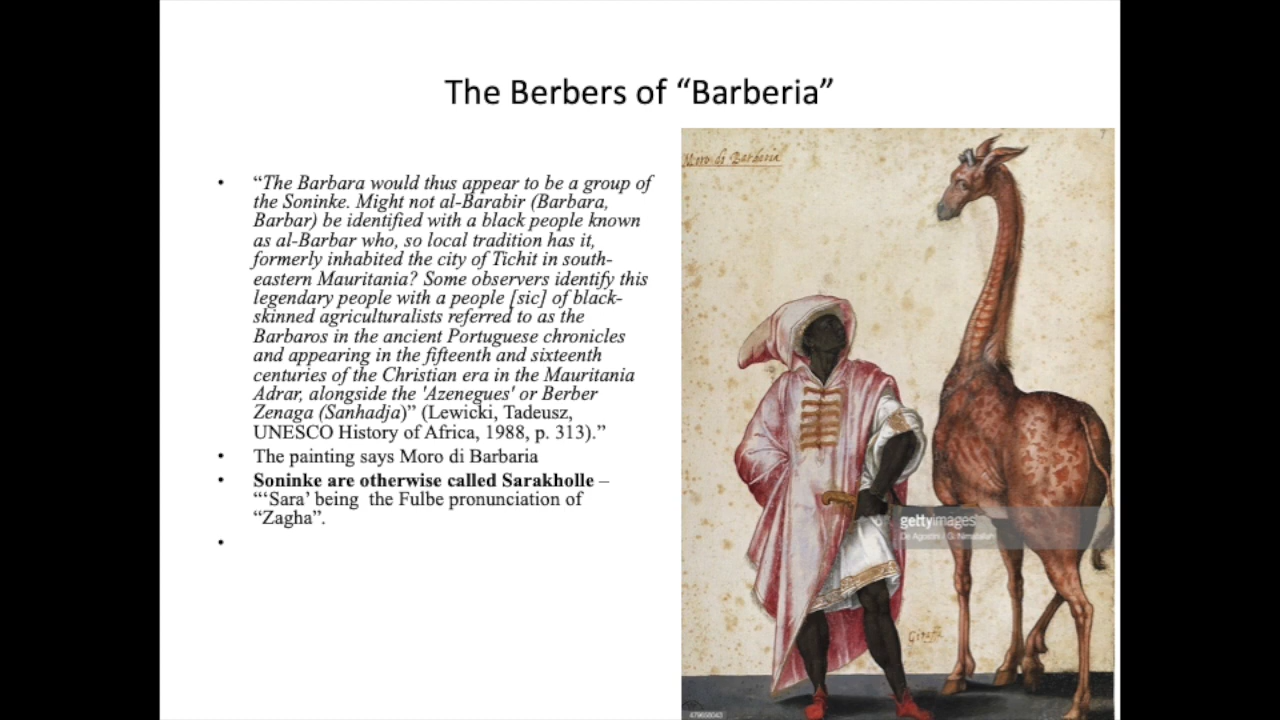 The Berbers of “Barberia”
• “The Barbara would thus appear to be a group of
the Soninke. Might not al-Barabir (Barbara,
Barbar) be identified with a black people known
as al-Barbar who, so local tradition has it,
formerly inhabited the city of Tichit in south-
eastern Mauritania? Some observers identify this
legendary people with a people [sic] of black-
skinned agriculturalists referred to as the
Barbaros in the ancient Portuguese chronicles
and appearing in the fifteenth and sixteenth
centuries of the Christian era in the Mauritania
Adrar, alongside the 'Azenegues' or Berber
Zenaga (Sanhadja)” (Lewicki, Tadeusz,
UNESCO History of Africa, 1988, p. 313).”
• The painting says Moro di Barbaria
• Soninke are otherwise called Sarakholle –
“‘Sara’ being the Fulbe pronunciation of
“Zagha”.
•
Moro di Barbaria
gettyimages
De Agostini / G. Nimatallah
479658043